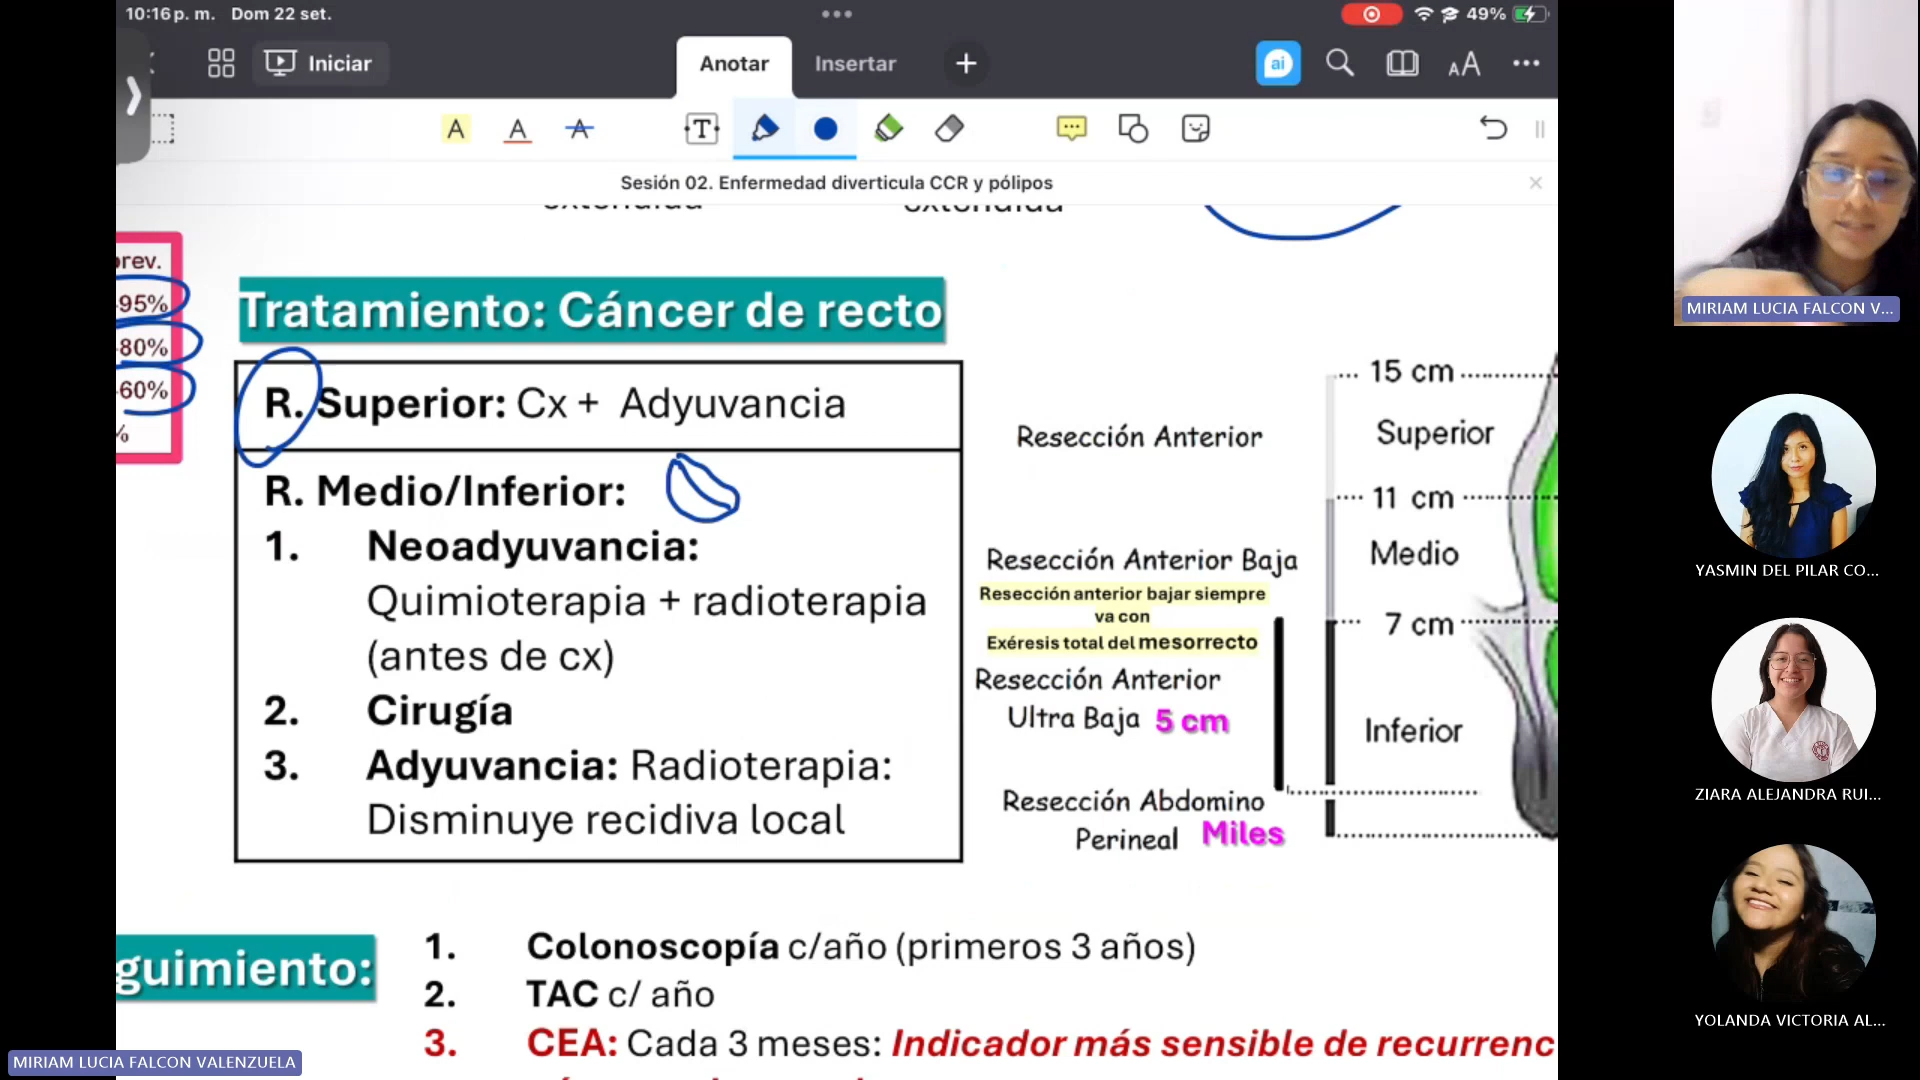 10:16 p. m. Dom 22 set.
49%
Iniciar
Anotar
Insertar
ai
AA
A A A
T
Sesión 02. Enfermedad diverticula CCR y pólipos
prev.
-95%
-80%
-60%
%
Tratamiento: Cáncer de recto
R. Superior: Cx + Adyuvancia
R. Medio/Inferior:
1. Neoadyuvancia:
Quimioterapia + radioterapia
(antes de cx)
2. Cirugía
3. Adyuvancia: Radioterapia:
Disminuye recidiva local
Resección Anterior
Resección Anterior Baja
Resección anterior bajar siempre
va con
Exéresis total del mesorrecto
Resección Anterior
Ultra Baja 5 cm
Resección Abdomino
Perineal Miles
15 cm
Superior
11 cm
Medio
7 cm
Inferior
guimiento:
1. Colonoscopía c/año (primeros 3 años)
2. TAC c/ año
3. CEA: Cada 3 meses: Indicador más sensible de recurrenc
MIRIAM LUCIA FALCON V...
YASMIN DEL PILAR CO...
ZIARA ALEJANDRA RUI...
YOLANDA VICTORIA AL...
MIRIAM LUCIA FALCON VALENZUELA